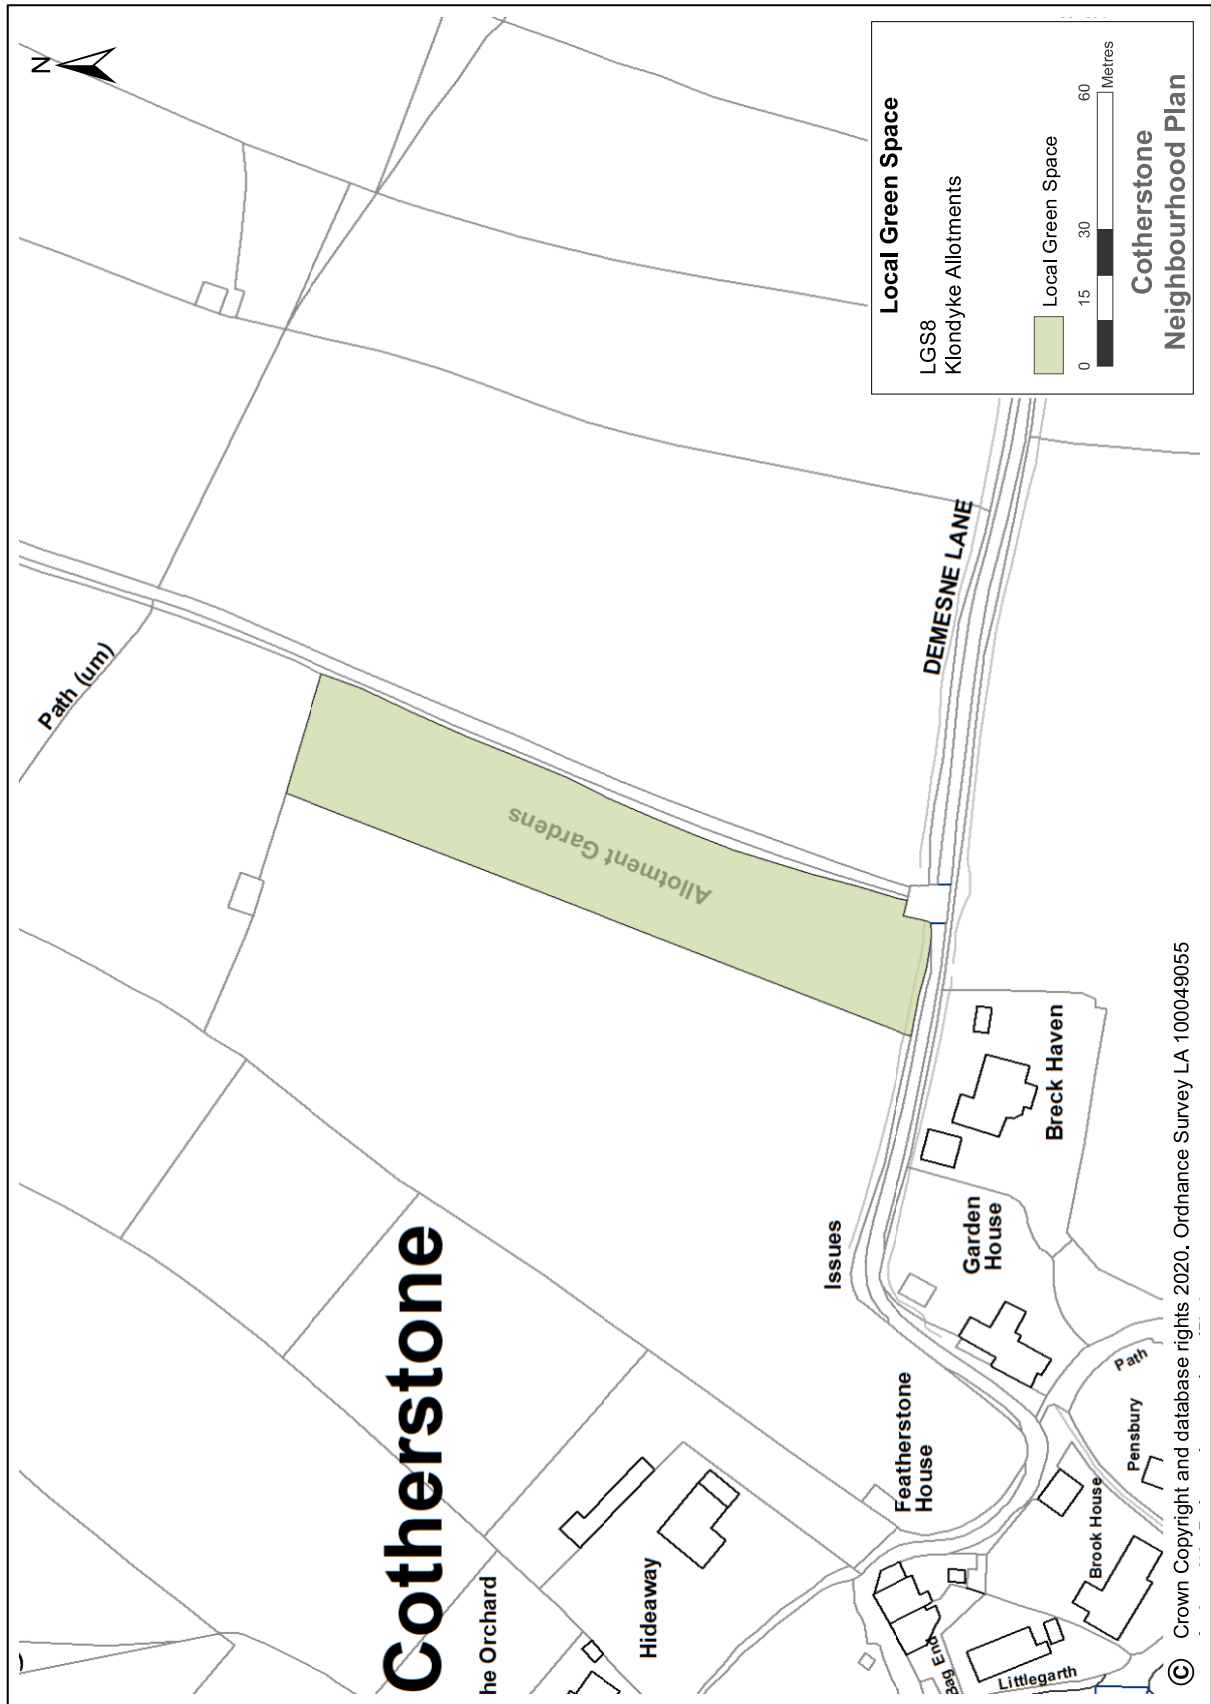 N
Path (um)
Cotherstone
he Orchard
Hideaway
Allotment Gardens
Issues
DEMESNE LANE
Featherstone
House
Garden
House
Breck Haven
Path
Pensbury
Brook House
Bag End
Littlegarth
Local Green Space
LGS8
Klondyke Allotments
Local Green Space
0 15 30 60
Metres
Cotherstone
Neighbourhood Plan
© Crown Copyright and database rights 2020. Ordnance Survey LA 100049055